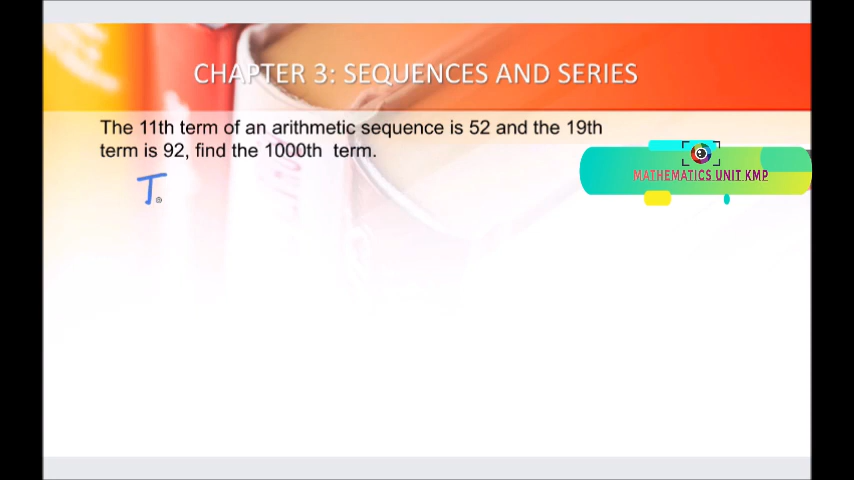 CHAPTER 3: SEQUENCES AND SERIES
The 11th term of an arithmetic sequence is 52 and the 19th
term is 92, find the 1000th term.
MATHEMATICS UNIT KMP
T